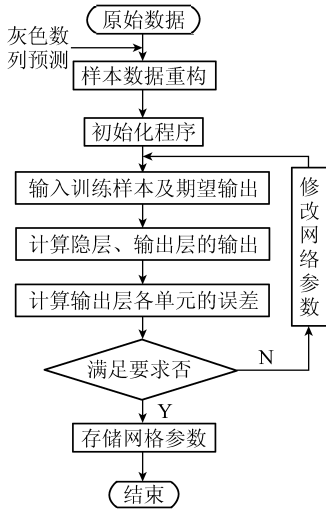 原始数据
灰色数
列预测
样本数据重构
初始化程序
输入训练样本及期望输出
计算隐层、输出层的输出
计算输出层各单元的误差
修改网络参数
满足要求否
N
Y
存储网格参数
结束